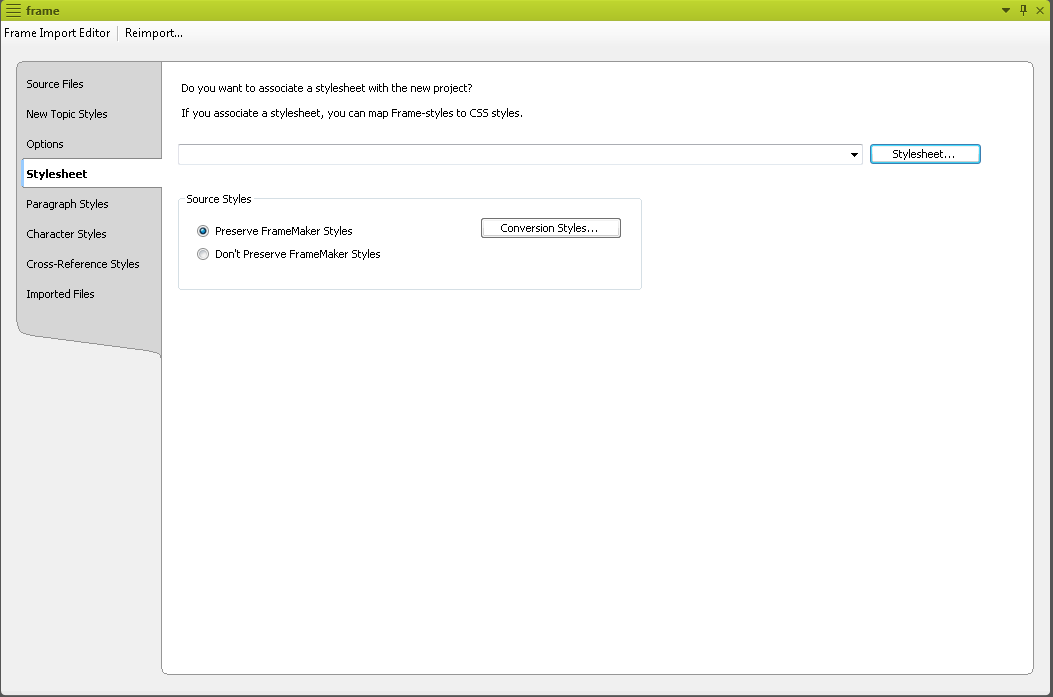 frame
Frame Import Editor
Reimport...
Source Files
New Topic Styles
Options
Stylesheet
Paragraph Styles
Character Styles
Cross-Reference Styles
Imported Files
Do you want to associate a stylesheet with the new project?
If you associate a stylesheet, you can map Frame-styles to CSS styles.
Stylesheet...
Source Styles
Preserve FrameMaker Styles
Conversion Styles...
Don't Preserve FrameMaker Styles